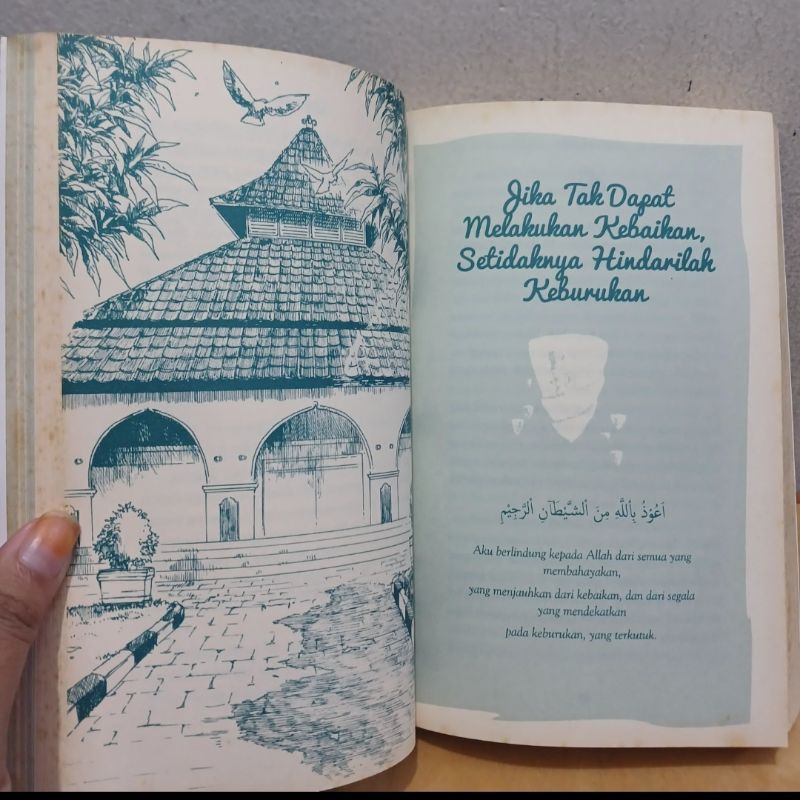 Jika Tak Dapat
Melakukan Kebaikan,
Setidaknya Hindarilah
Keburukan
اَعُوْذُ بِاللّٰهِ مِنَ الشَّيْطَانِ الرَّجِيْمِ
Aku berlindung kepada Allah dari semua yang
membahayakan,
yang menjauhkan dari kebaikan, dan dari segala
yang mendekatkan
pada keburukan, yang terkutuk.